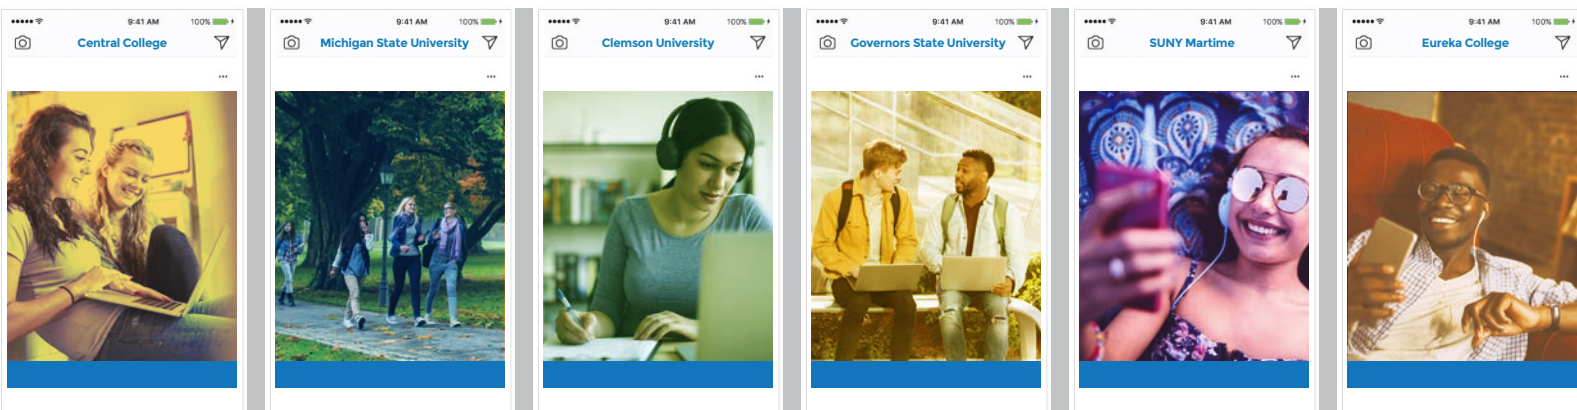 9:41 AM 100%
Central College
...
9:41 AM 100%
Michigan State University
...
9:41 AM 100%
Clemson University
...
9:41 AM 100%
Governors State University
...
9:41 AM 100%
SUNY Martime
...
9:41 AM 100%
Eureka College
...